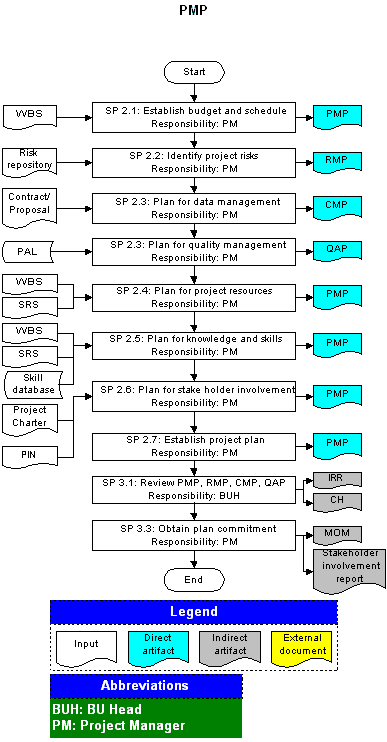 PMP
Start
WBS
SP 2.1: Establish budget and schedule
Responsibility: PM
PMP
Risk
repository
SP 2.2: Identify project risks
Responsibility: PM
RMP
Contract/
Proposal
SP 2.3: Plan for data management
Responsibility: PM
CMP
PAL
SP 2.3: Plan for quality management
Responsibility: PM
QAP
WBS
SRS
SP 2.4: Plan for project resources
Responsibility: PM
PMP
WBS
SRS
Skill
database
SP 2.5: Plan for knowledge and skills
Responsibility: PM
PMP
SP 2.6: Plan for stake holder involvement
Responsibility: PM
PMP
Project
Charter
PIN
SP 2.7: Establish project plan
Responsibility: PM
PMP
SP 3.1: Review PMP, RMP, CMP, QAP
Responsibility: BUH
IRR
CH
SP 3.3: Obtain plan commitment
Responsibility: PM
MOM
Stakeholder
involvement
report
End
Legend
Input
Direct
artifact
Indirect
artifact
External
document
Abbreviations
BUH: BU Head
PM: Project Manager